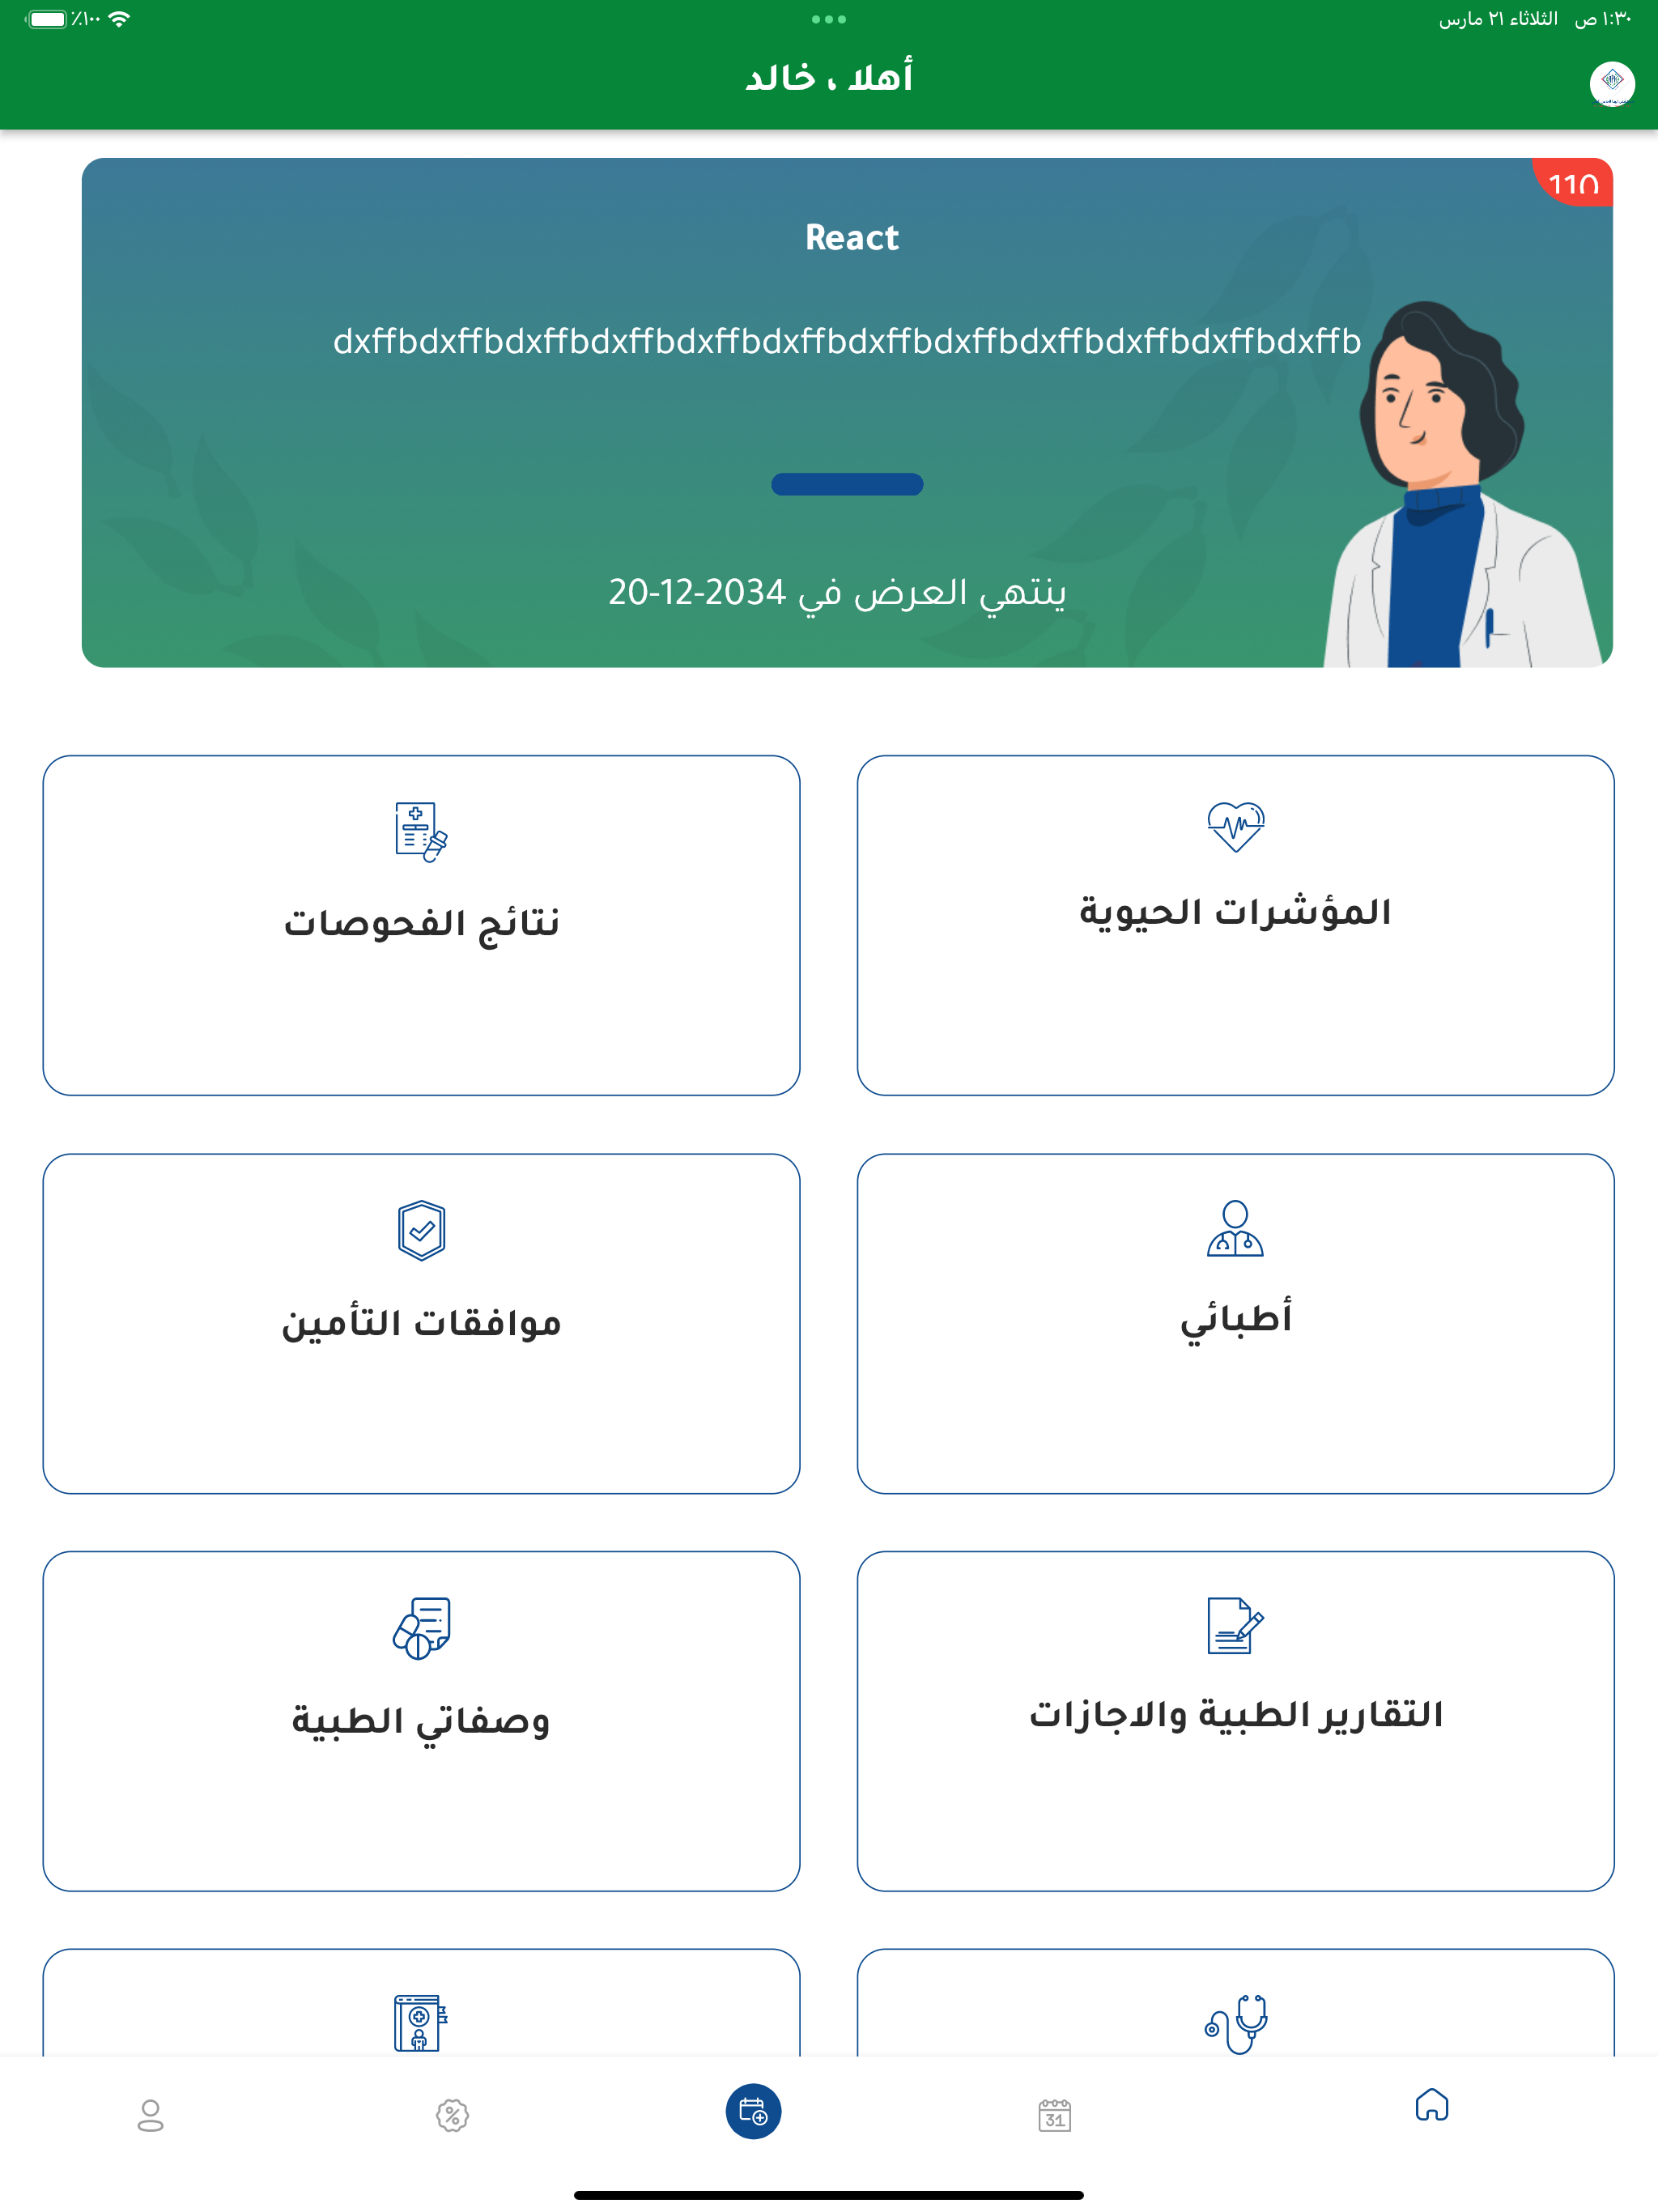 ١:٣٠ ص الثلاثاء ٢١ مارس
٪١٠٠
أهلا ، خالد
110
React
dxffbdxffbdxffbdxffbdxffbdxffbdxffbdxffbdxffbdxffbdxffbdxffb
ينتهي العرض في 2034-12-20
المؤشرات الحيوية
نتائج الفحوصات
أطبائي
موافقات التأمين
التقارير الطبية والاجازات
وصفاتي الطبية
31